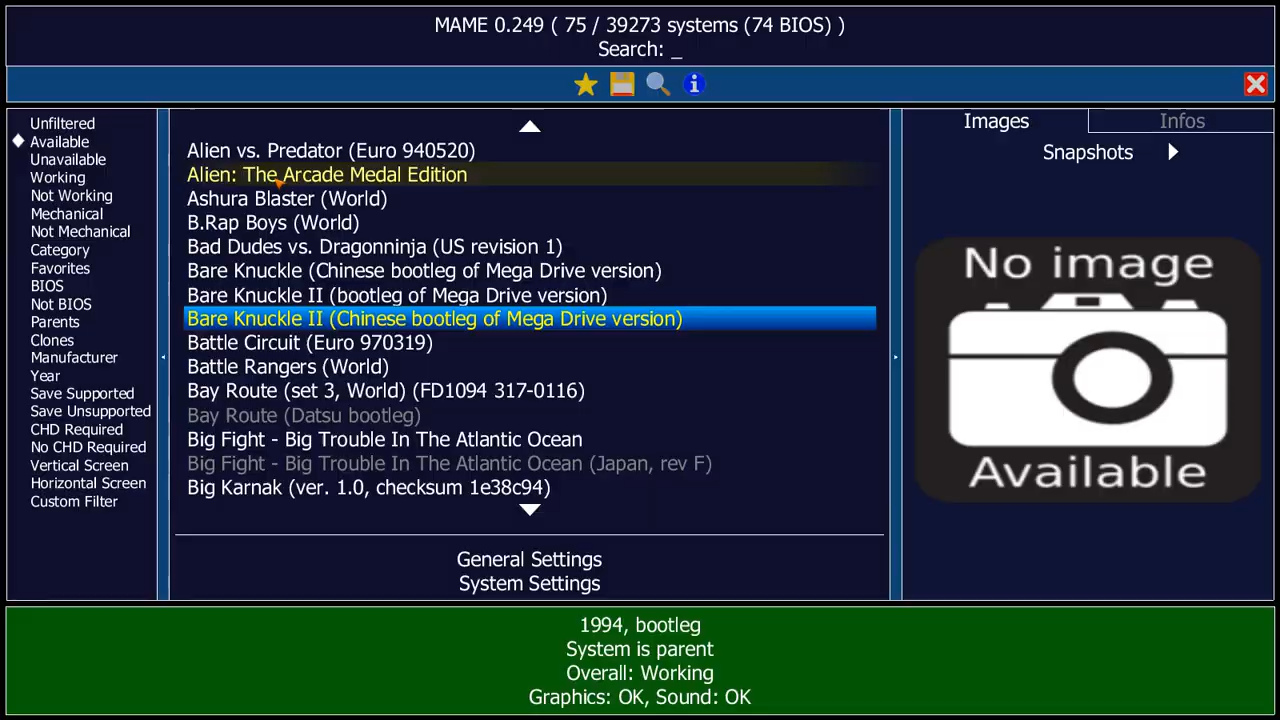 MAME 0.249 ( 75 / 39273 systems (74 BIOS) )
Search: _
Unfiltered
Available
Unavailable
Working
Not Working
Mechanical
Not Mechanical
Category
Favorites
BIOS
Not BIOS
Parents
Clones
Manufacturer
Year
Save Supported
Save Unsupported
CHD Required
No CHD Required
Vertical Screen
Horizontal Screen
Custom Filter
Alien vs. Predator (Euro 940520)
Alien: The Arcade Medal Edition
Ashura Blaster (World)
B.Rap Boys (World)
Bad Dudes vs. Dragonninja (US revision 1)
Bare Knuckle (Chinese bootleg of Mega Drive version)
Bare Knuckle II (bootleg of Mega Drive version)
Bare Knuckle II (Chinese bootleg of Mega Drive version)
Battle Circuit (Euro 970319)
Battle Rangers (World)
Bay Route (set 3, World) (FD1094 317-0116)
Bay Route (Datsu bootleg)
Big Fight - Big Trouble In The Atlantic Ocean
Big Fight - Big Trouble In The Atlantic Ocean (Japan, rev F)
Big Karnak (ver. 1.0, checksum 1e38c94)
General Settings
System Settings
Images
Infos
Snapshots
No image
Available
1994, bootleg
System is parent
Overall: Working
Graphics: OK, Sound: OK